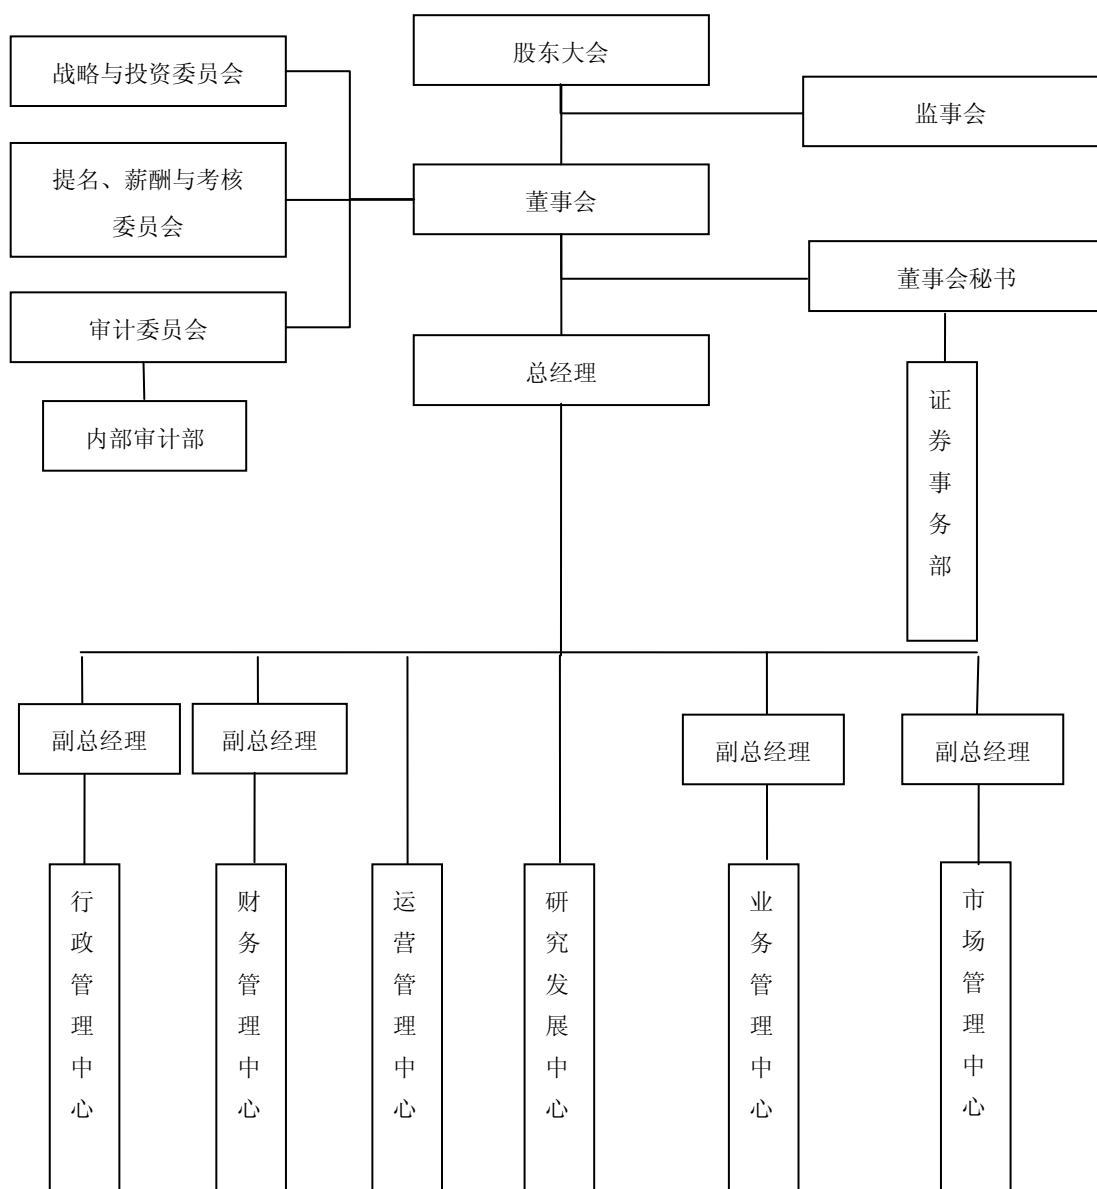 股东大会
战略与投资委员会
监事会
提名、薪酬与考核
委员会
董事会
董事会秘书
审计委员会
总经理
内部审计部
证券事务部
副总经理
副总经理
副总经理
副总经理
行政管理中心
财务管理中心
运营管理中心
研究发展中心
业务管理中心
市场管理中心